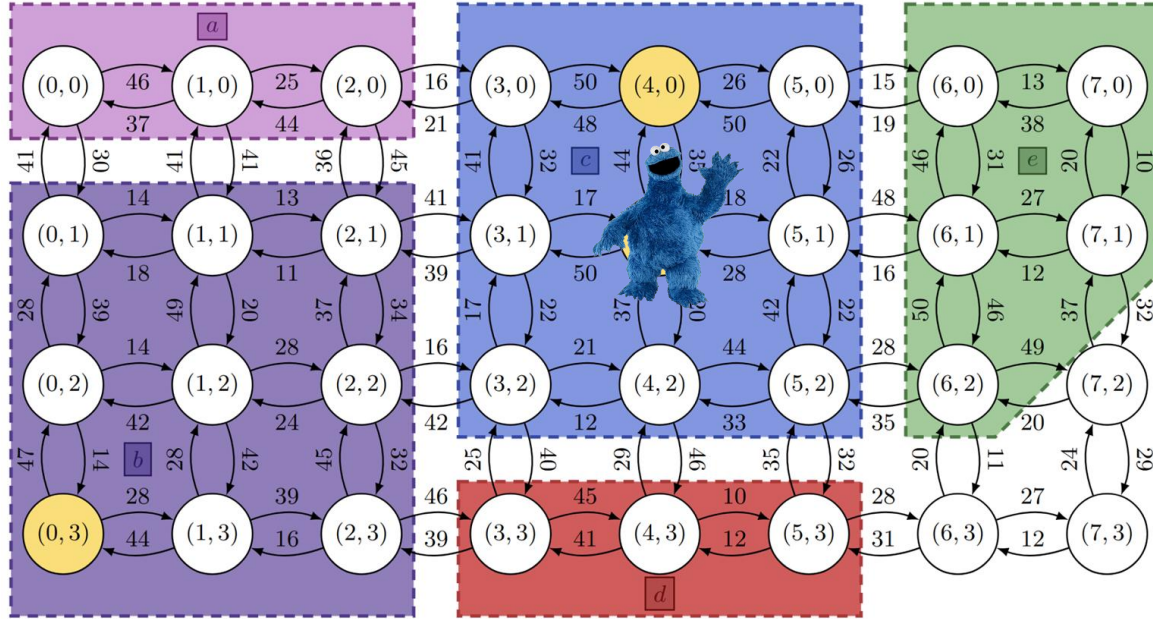 a
46 25 16 50 26 15 13
(0, 0) (1, 0) (2, 0) (3, 0) (4, 0) (5, 0) (6, 0) (7, 0)
37 44 21 48 50 19 38
41 30 41 41 36 45 41 32 c 44 22 26 46 31 e 20 10
14 13 41 17 18 48 27
(0, 1) (1, 1) (2, 1) (3, 1) (5, 1) (6, 1) (7, 1)
18 11 39 50 28 16 12
28 39 49 20 37 34 17 22 37 20 42 22 50 46 37 32
14 28 16 21 44 28 49
(0, 2) (1, 2) (2, 2) (3, 2) (4, 2) (5, 2) (6, 2) (7, 2)
42 24 42 12 33 35 20
47 14 b 28 42 45 32 25 40 29 46 35 32 20 11 24 29
28 39 46 45 10 28 27
(0, 3) (1, 3) (2, 3) (3, 3) (4, 3) (5, 3) (6, 3) (7, 3)
44 16 39 41 12 31 12
d